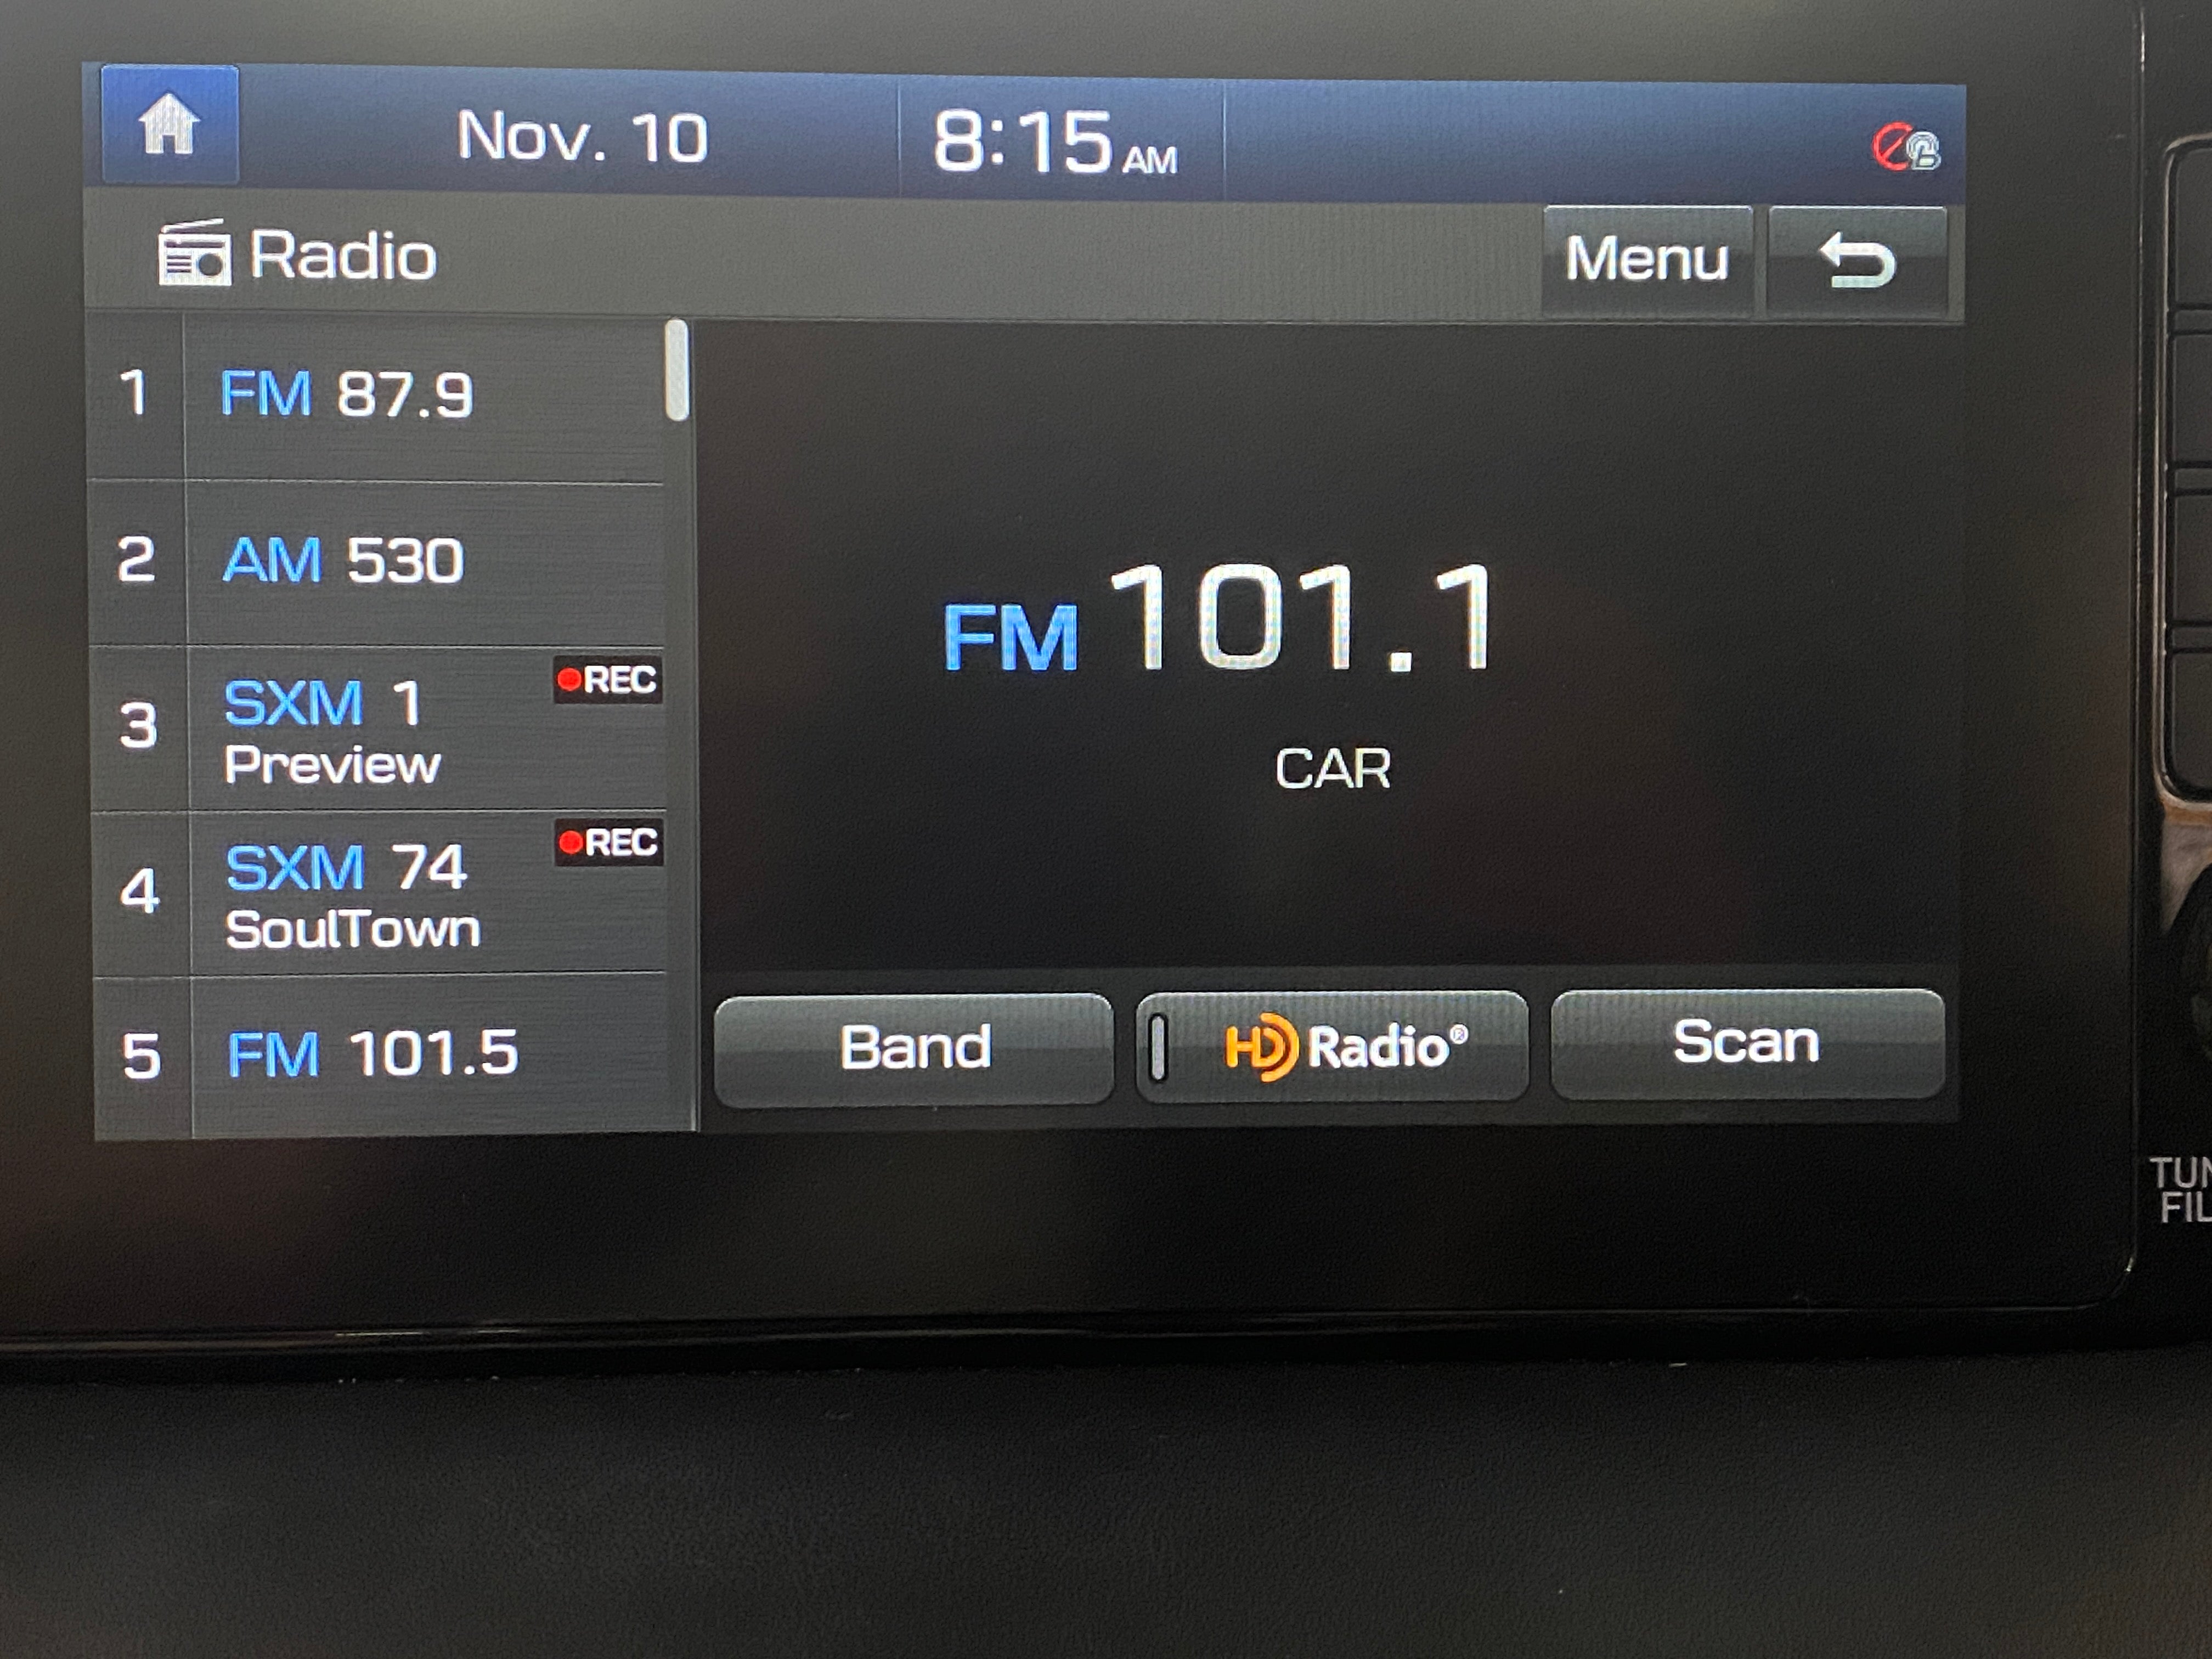 Nov. 10
8:15 AM
Radio
Menu
1 FM 87.9
2 AM 530
3 SXM 1 REC
Preview
4 SXM 74 REC
SoulTown
5 FM 101.5
FM 101.1
CAR
Band
HD Radio®
Scan